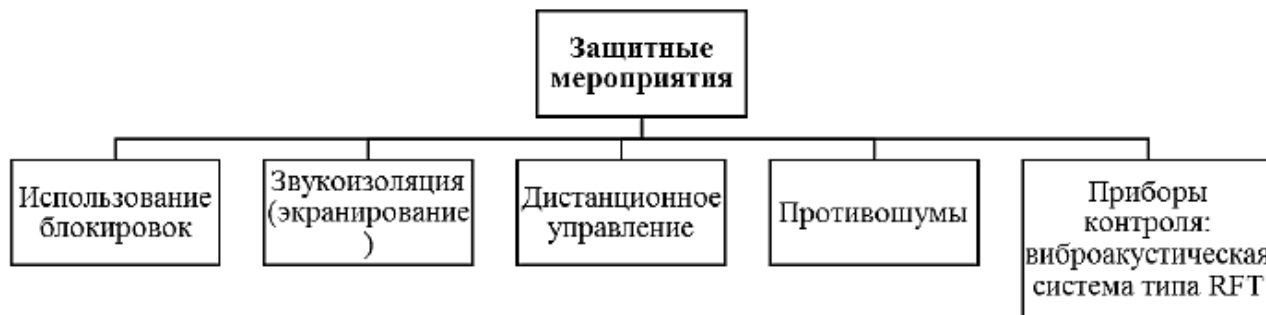 Защитные
мероприятия
Использование
блокировок
Звукоизоляция
(экранирование
)
Дистанционное
управление
Противошумы
Приборы
контроля:
виброакустическая
система типа RFT